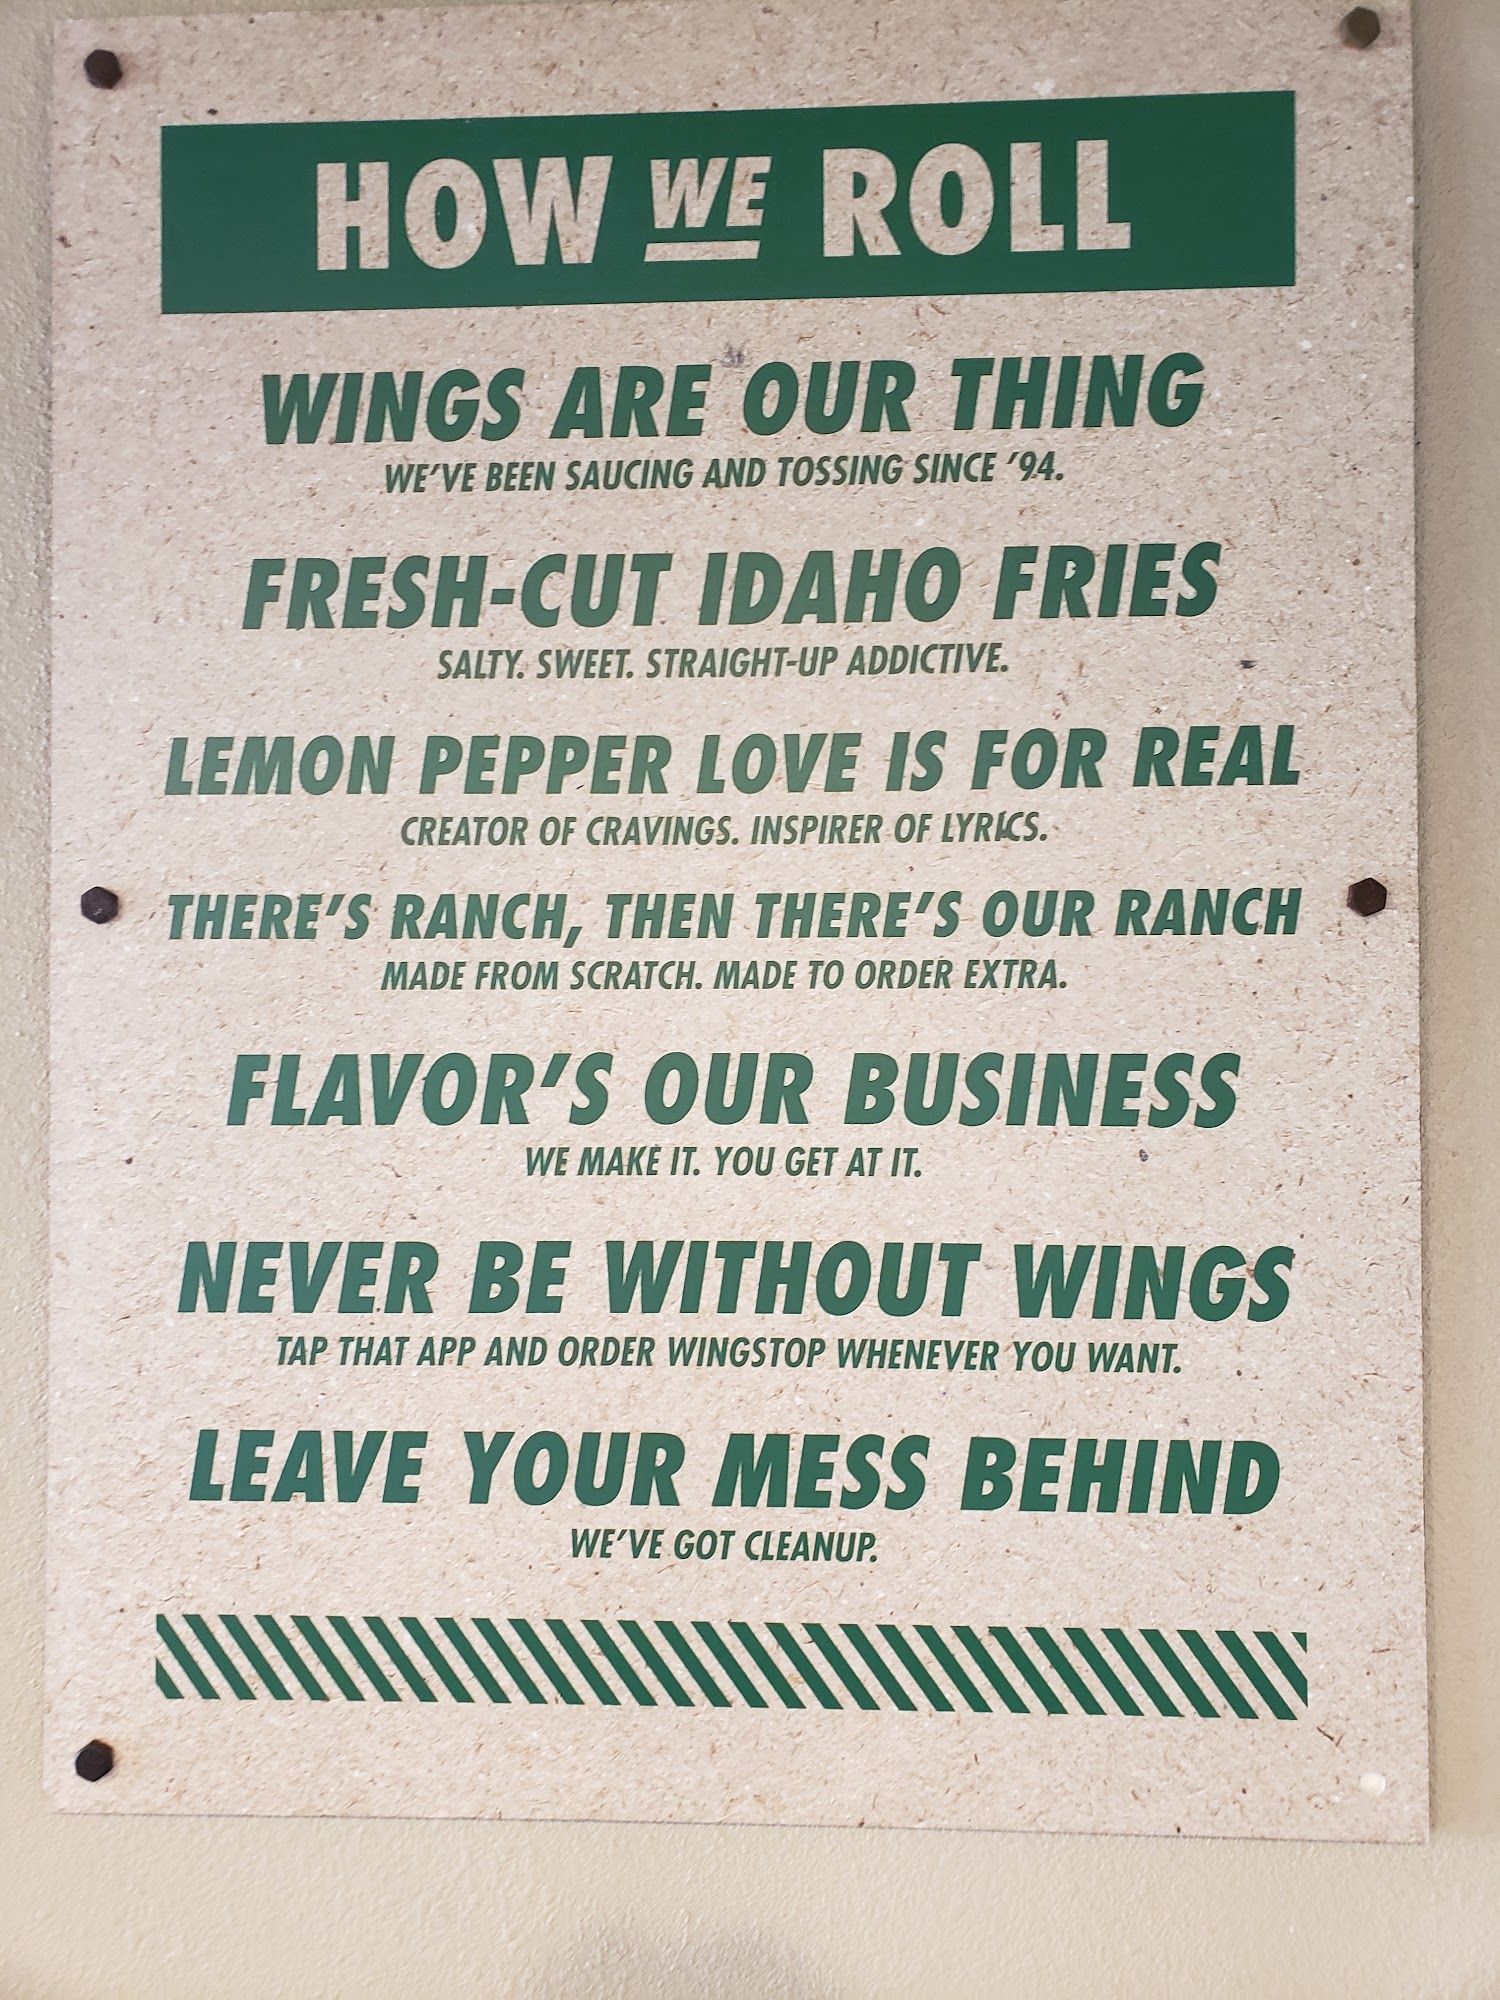 HOW WE ROLL
WINGS ARE OUR THING
WE'VE BEEN SAUCING AND TOSSING SINCE '94.
FRESH-CUT IDAHO FRIES
SALTY. SWEET. STRAIGHT-UP ADDICTIVE.
LEMON PEPPER LOVE IS FOR REAL
CREATOR OF CRAVINGS. INSPIRER OF LYRICS.
THERE'S RANCH, THEN THERE'S OUR RANCH
MADE FROM SCRATCH. MADE TO ORDER EXTRA.
FLAVOR'S OUR BUSINESS
WE MAKE IT. YOU GET AT IT.
NEVER BE WITHOUT WINGS
TAP THAT APP AND ORDER WINGSTOP WHENEVER YOU WANT.
LEAVE YOUR MESS BEHIND
WE'VE GOT CLEANUP.